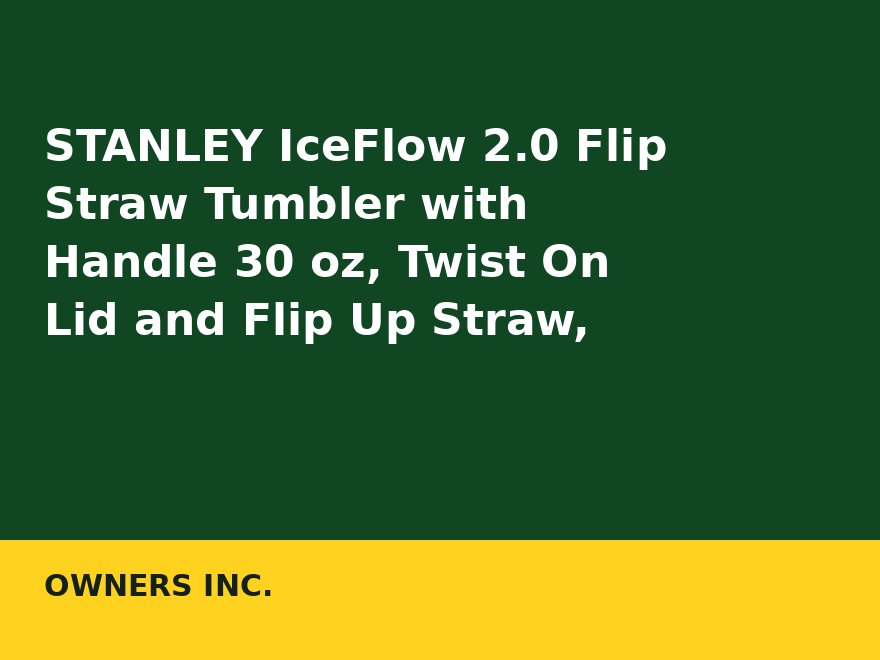 STANLEY IceFlow 2.0 Flip
Straw Tumbler with
Handle 30 oz, Twist On
Lid and Flip Up Straw,
OWNERS INC.